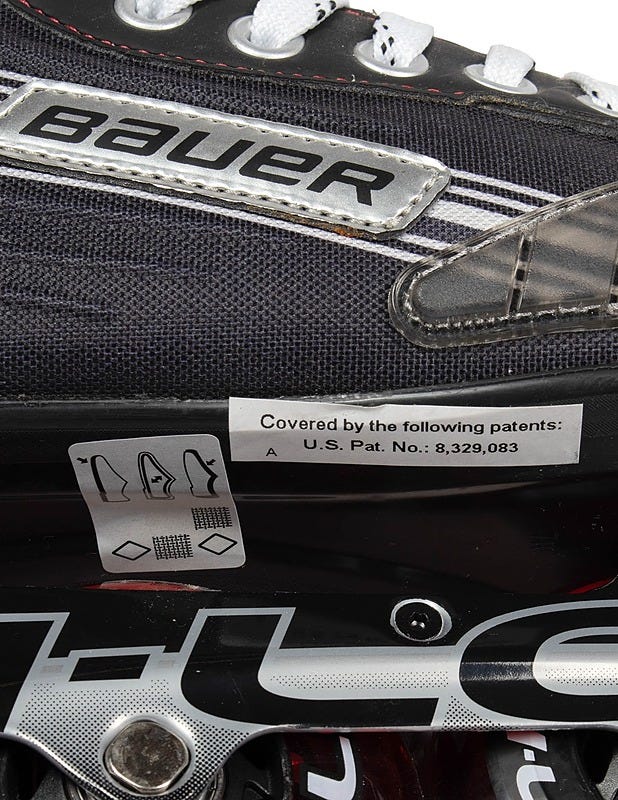 BAUER
Covered by the following patents:
A U.S. Pat. No.: 8,329,083